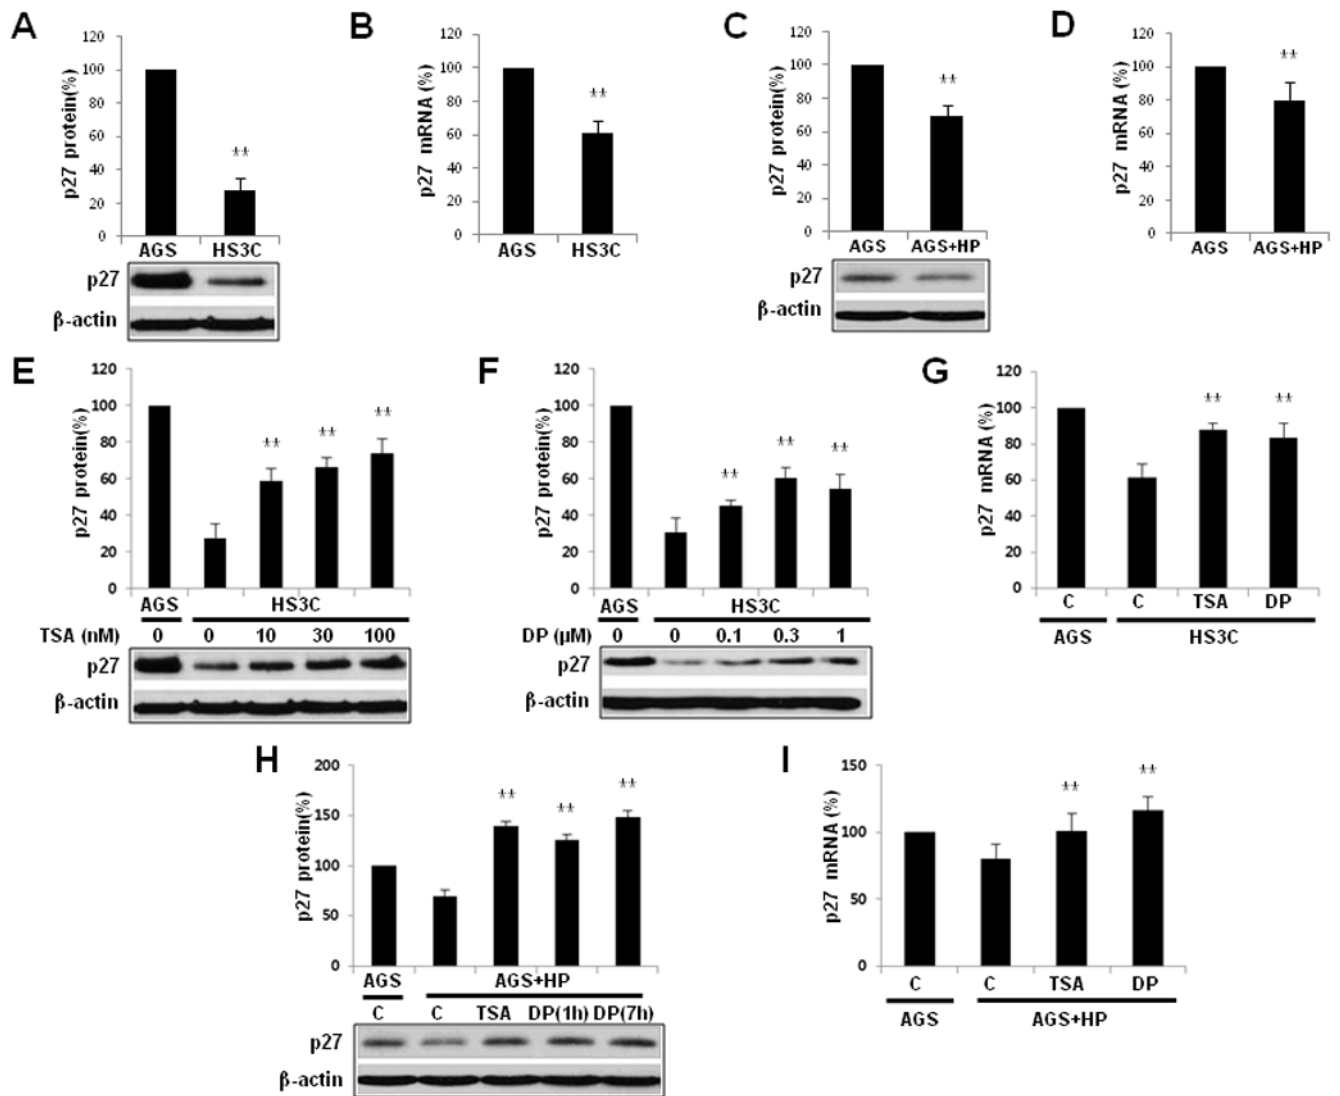 A
p27 protein(%)
120
100
80
60
40
20
0
**
AGS HS3C
p27
β-actin
B
p27 mRNA (%)
120
100
80
60
40
20
0
**
AGS HS3C
C
p27 protein(%)
120
100
80
60
40
20
0
**
AGS AGS+HP
p27
β-actin
D
p27 mRNA (%)
120
100
80
60
40
20
0
**
AGS AGS+HP
E
p27 protein(%)
120
100
80
60
40
20
0
** ** **
AGS HS3C
TSA (nM) 0 0 10 30 100
p27
β-actin
F
p27 protein(%)
120
100
80
60
40
20
0
** ** **
AGS HS3C
DP (μM) 0 0 0.1 0.3 1
p27
β-actin
G
p27 mRNA (%)
120
100
80
60
40
20
0
** **
C C TSA DP
AGS HS3C
H
p27 protein(%)
200
150
100
50
0
** ** **
AGS AGS+HP
C C TSA DP(1h) DP(7h)
p27
β-actin
I
p27 mRNA (%)
150
100
50
0
** **
C C TSA DP
AGS AGS+HP